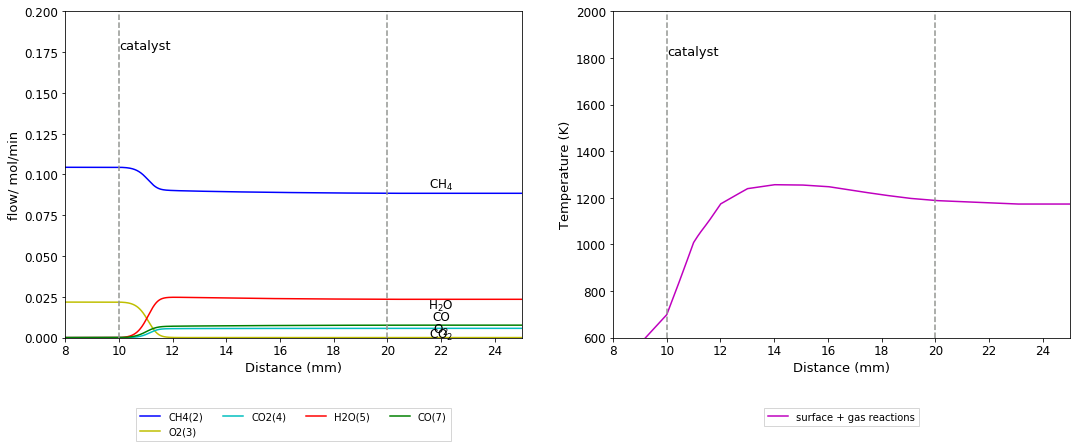 0.200
0.175
0.150
0.125
0.100
0.075
0.050
0.025
0.000
flow/ mol/min
catalyst
CH₄
H₂O
CO
O₂
CO₂
8 10 12 14 16 18 20 22 24
Distance (mm)
CH4(2) CO2(4) H2O(5) CO(7)
O2(3)
2000
1800
1600
1400
1200
1000
800
600
Temperature (K)
catalyst
8 10 12 14 16 18 20 22 24
Distance (mm)
surface + gas reactions